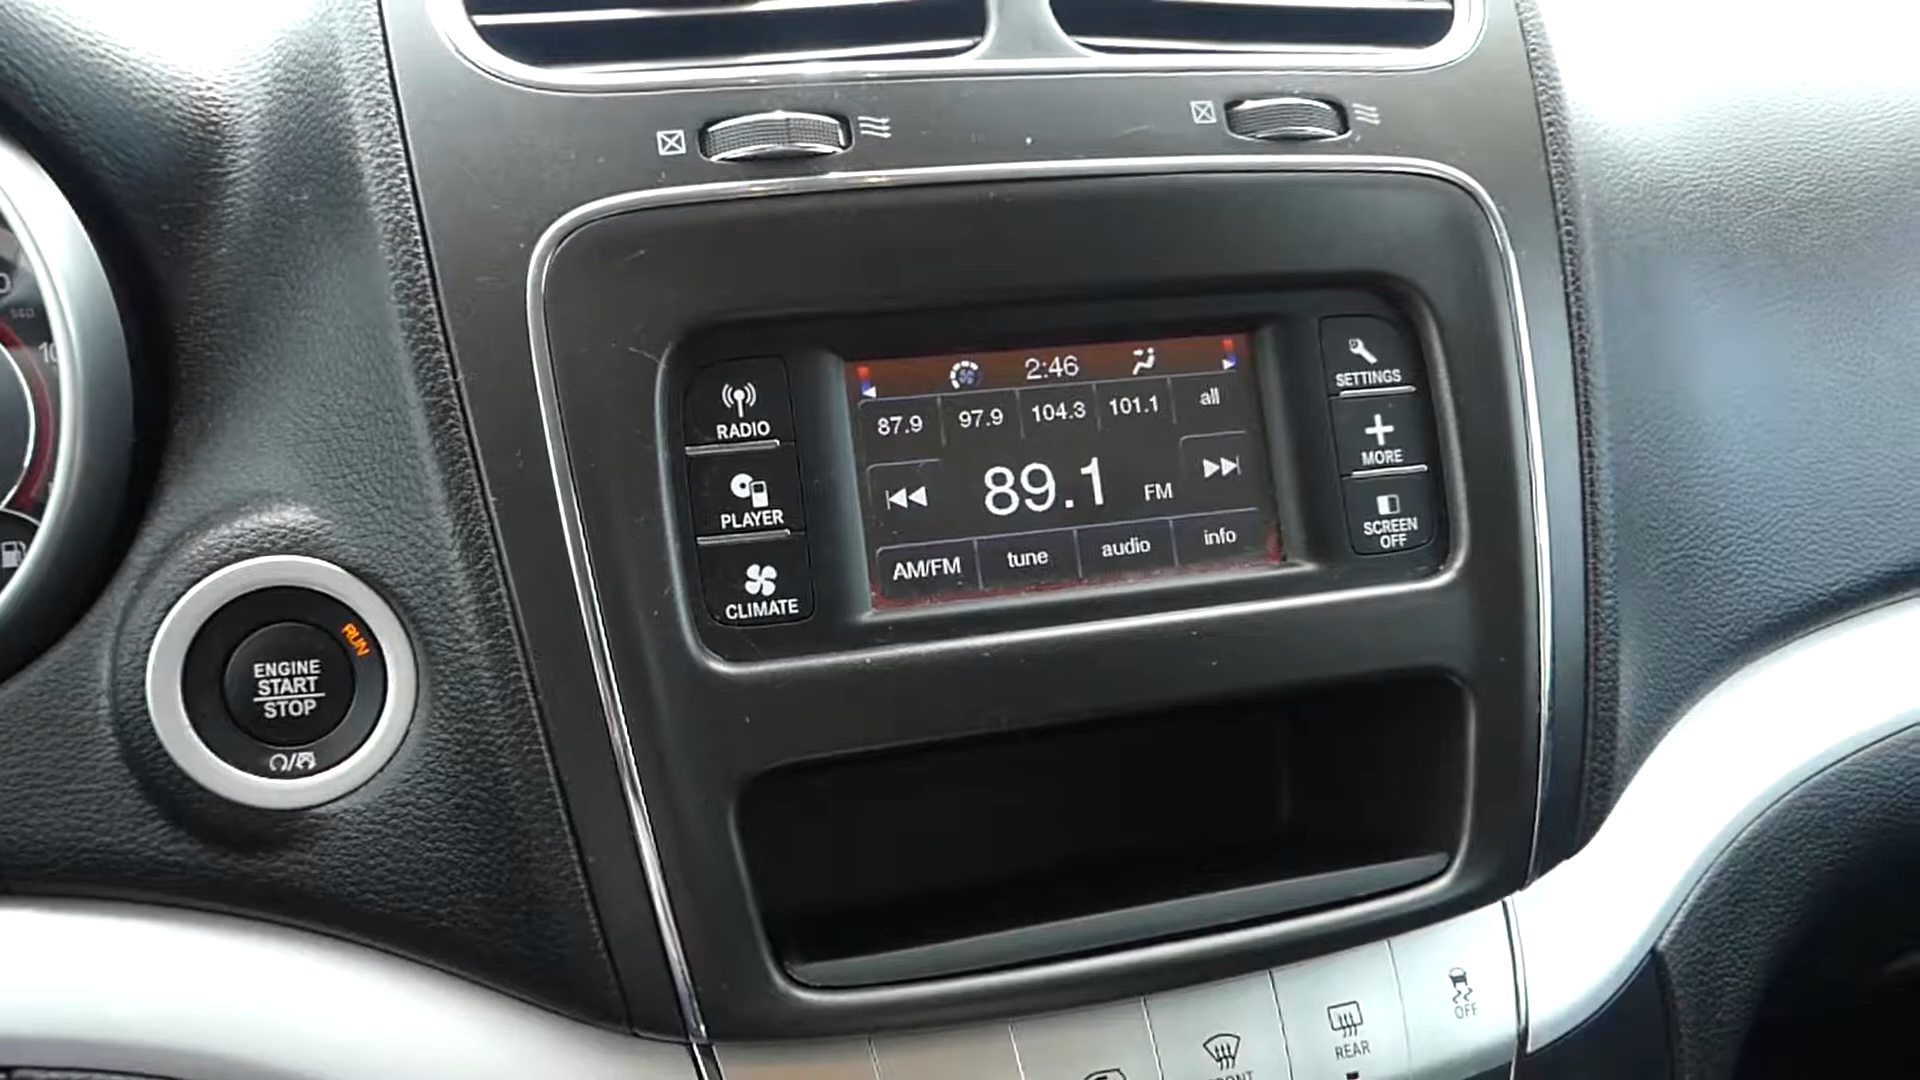 2:46
87.9 97.9 104.3 101.1 all
89.1 FM
AM/FM tune audio info
RADIO
PLAYER
CLIMATE
SETTINGS
MORE
SCREEN
OFF
RUN
ENGINE
START
STOP
OFF
REAR